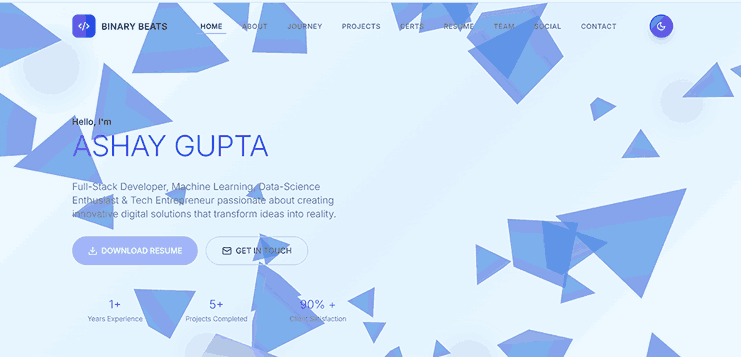 BINARY BEATS HOME ABOUT JOURNEY PROJECTS CERTS RESUME TEAM SOCIAL CONTACT
Hello, I'm
ASHAY GUPTA
Full-Stack Developer, Machine Learning, Data-Science
Enthusiast & Tech Entrepreneur passionate about creating
innovative digital solutions that transform ideas into reality.
DOWNLOAD RESUME GET IN TOUCH
1+ 5+ 90% +
Years Experience Projects Completed Client Satisfaction